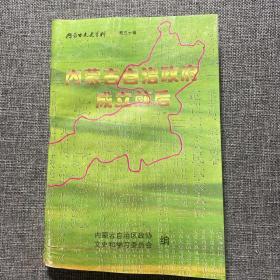 内蒙古文史资料 第五十辑
内蒙古自治政府
成立前后
内蒙古自治区政协
文史和学习委员会 编